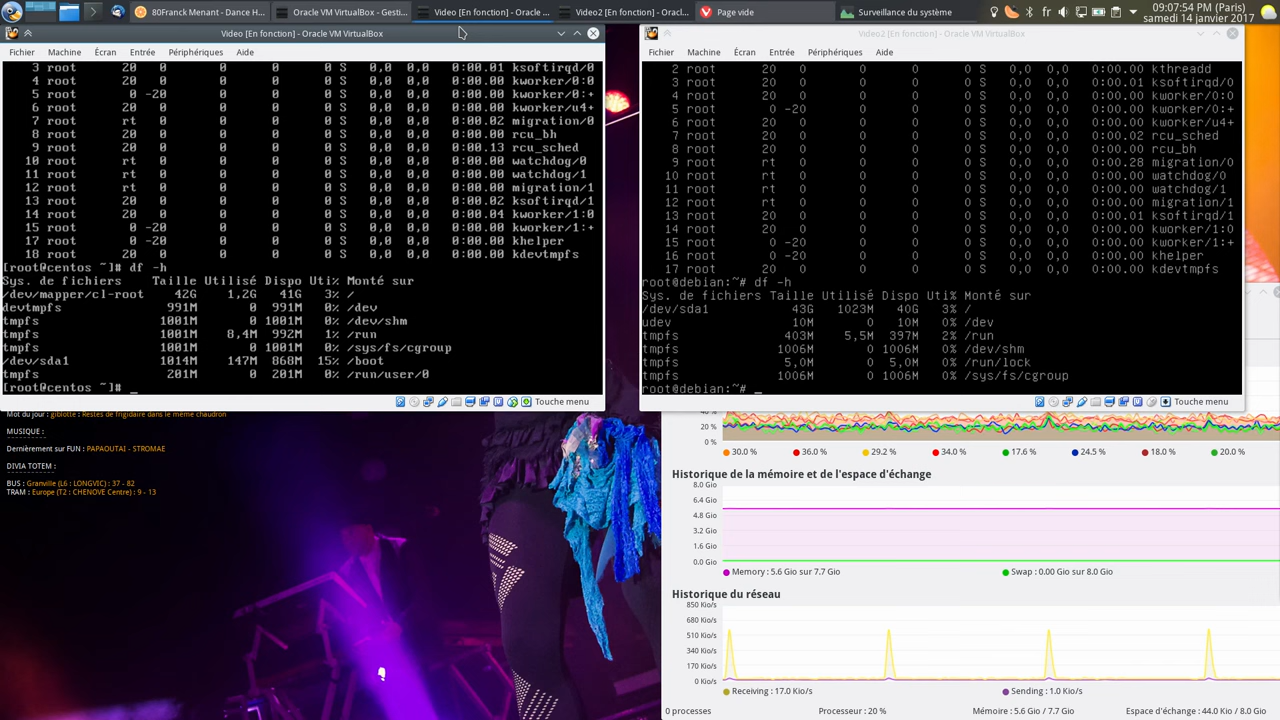 80Franck Menant - Dance H...
Oracle VM VirtualBox - Gesti...
Video [En fonction] - Oracle ...
Video2 [En fonction] - Oracl...
Page vide
Surveillance du système
fr
09:07:54 PM (Paris)
samedi 14 janvier 2017
Video [En fonction] - Oracle VM VirtualBox
Fichier Machine Écran Entrée Périphériques Aide
3 root 20 0 0 0 0 S 0,0 0,0 0:00.01 ksoftirqd/0
4 root 20 0 0 0 0 S 0,0 0,0 0:00.00 kworker/0:0
5 root 0 -20 0 0 0 S 0,0 0,0 0:00.00 kworker/0:+
6 root 20 0 0 0 0 S 0,0 0,0 0:00.00 kworker/u4+
7 root rt 0 0 0 0 S 0,0 0,0 0:00.02 migration/0
8 root 20 0 0 0 0 S 0,0 0,0 0:00.00 rcu_bh
9 root 20 0 0 0 0 S 0,0 0,0 0:00.13 rcu_sched
10 root rt 0 0 0 0 S 0,0 0,0 0:00.00 watchdog/0
11 root rt 0 0 0 0 S 0,0 0,0 0:00.00 watchdog/1
12 root rt 0 0 0 0 S 0,0 0,0 0:00.00 migration/1
13 root 20 0 0 0 0 S 0,0 0,0 0:00.02 ksoftirqd/1
14 root 20 0 0 0 0 S 0,0 0,0 0:00.04 kworker/1:0
15 root 0 -20 0 0 0 S 0,0 0,0 0:00.00 kworker/1:+
17 root 0 -20 0 0 0 S 0,0 0,0 0:00.00 khelper
18 root 20 0 0 0 0 S 0,0 0,0 0:00.00 kdevtmpfs
[root@centos ~]# df -h
Sys. de fichiers Taille Utilisé Dispo Uti% Monté sur
/dev/mapper/cl-root 42G 1,2G 41G 3% /
devtmpfs 991M 0 991M 0% /dev
tmpfs 1001M 0 1001M 0% /dev/shm
tmpfs 1001M 8,4M 992M 1% /run
tmpfs 1001M 0 1001M 0% /sys/fs/cgroup
/dev/sda1 1014M 147M 868M 15% /boot
tmpfs 201M 0 201M 0% /run/user/0
[root@centos ~]# _
Touche menu
Video2 [En fonction] - Oracle VM VirtualBox
Fichier Machine Écran Entrée Périphériques Aide
2 root 20 0 0 0 0 S 0,0 0,0 0:00.00 kthreadd
3 root 20 0 0 0 0 S 0,0 0,0 0:00.01 ksoftirqd/0
4 root 20 0 0 0 0 S 0,0 0,0 0:00.00 kworker/0:0
5 root 0 -20 0 0 0 S 0,0 0,0 0:00.00 kworker/0:+
6 root 20 0 0 0 0 S 0,0 0,0 0:00.00 kworker/u4+
7 root 20 0 0 0 0 S 0,0 0,0 0:00.02 rcu_sched
8 root 20 0 0 0 0 S 0,0 0,0 0:00.00 rcu_bh
9 root rt 0 0 0 0 S 0,0 0,0 0:00.28 migration/0
10 root rt 0 0 0 0 S 0,0 0,0 0:00.00 watchdog/0
11 root rt 0 0 0 0 S 0,0 0,0 0:00.00 watchdog/1
12 root rt 0 0 0 0 S 0,0 0,0 0:00.00 migration/1
13 root 20 0 0 0 0 S 0,0 0,0 0:00.01 ksoftirqd/1
14 root 20 0 0 0 0 S 0,0 0,0 0:00.00 kworker/1:0
15 root 0 -20 0 0 0 S 0,0 0,0 0:00.00 kworker/1:+
16 root 0 -20 0 0 0 S 0,0 0,0 0:00.00 khelper
17 root 20 0 0 0 0 S 0,0 0,0 0:00.00 kdevtmpfs
root@debian:~# df -h
Sys. de fichiers Taille Utilisé Dispo Uti% Monté sur
/dev/sda1 43G 1023M 40G 3% /
udev 10M 0 10M 0% /dev
tmpfs 403M 5,5M 397M 2% /run
tmpfs 1006M 0 1006M 0% /dev/shm
tmpfs 5,0M 0 5,0M 0% /run/lock
tmpfs 1006M 0 1006M 0% /sys/fs/cgroup
root@debian:~# _
Touche menu
Mot du jour : giblotte : Restes de frigidaire dans le même chaudron
MUSIQUE :
Dernièrement sur FUN : PAPAOUTAI - STROMAE
DIVIA TOTEM :
BUS : Granville (L6 : LONGVIC) : 37 - 82
TRAM : Europe (T2 : CHENOVE Centre) : 9 - 13
40 %
20 %
0 %
30.0 % 36.0 % 29.2 % 34.0 % 17.6 % 24.5 % 18.0 % 20.0 %
Historique de la mémoire et de l'espace d'échange
8.0 Gio
6.4 Gio
4.8 Gio
3.2 Gio
1.6 Gio
0.0 Gio
Memory : 5.6 Gio sur 7.7 Gio Swap : 0.00 Gio sur 8.0 Gio
Historique du réseau
850 Kio/s
680 Kio/s
510 Kio/s
340 Kio/s
170 Kio/s
0 Kio/s
Receiving : 17.0 Kio/s Sending : 1.0 Kio/s
0 processes Processeur : 20 % Mémoire : 5.6 Gio / 7.7 Gio Espace d'échange : 44.0 Kio / 8.0 Gio